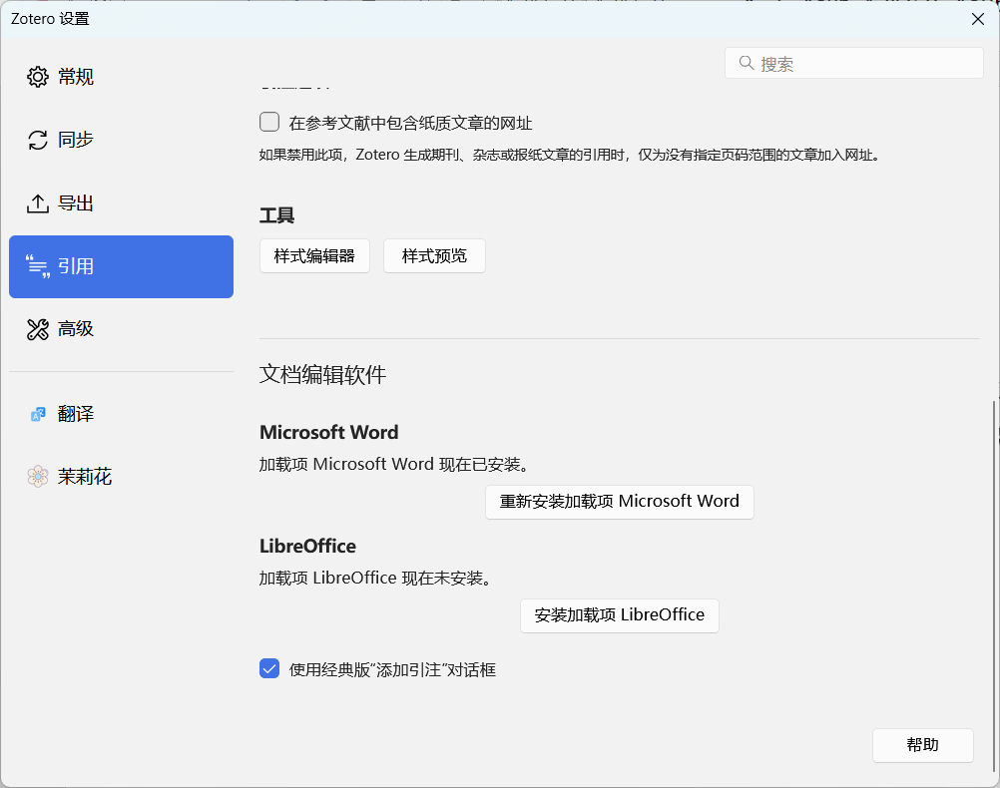 Zotero 设置
搜索
常规
同步
导出
引用
高级
翻译
茉莉花
在参考文献中包含纸质文章的网址
如果禁用此项，Zotero 生成期刊、杂志或报纸文章的引用时，仅为没有指定页码范围的文章加入网址。
工具
样式编辑器
样式预览
文档编辑软件
Microsoft Word
加载项 Microsoft Word 现在已安装。
重新安装加载项 Microsoft Word
LibreOffice
加载项 LibreOffice 现在未安装。
安装加载项 LibreOffice
使用经典版“添加引注”对话框
帮助